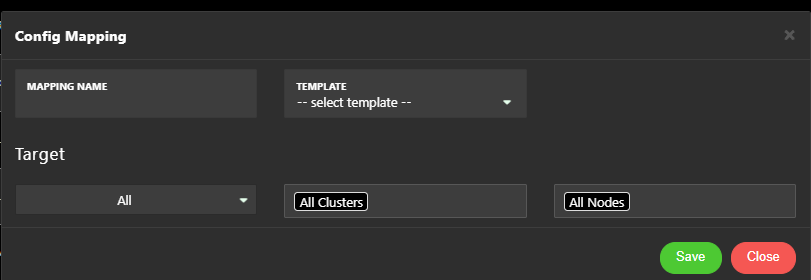 Config Mapping ×
MAPPING NAME
TEMPLATE
-- select template --
Target
All
All Clusters
All Nodes
Save
Close